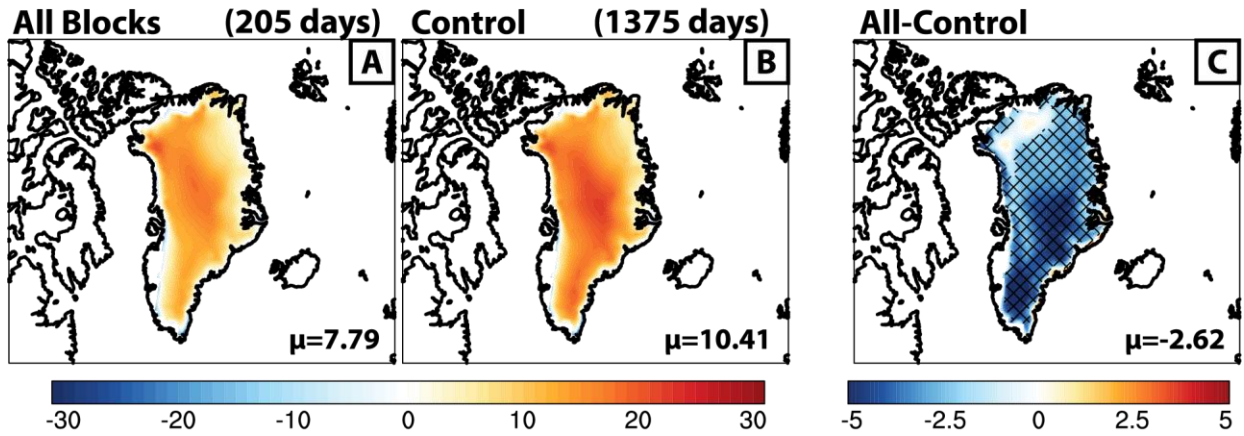 All Blocks (205 days) Control (1375 days) All-Control
A B C
μ=7.79 μ=10.41 μ=-2.62
-30 -20 -10 0 10 20 30 -5 -2.5 0 2.5 5